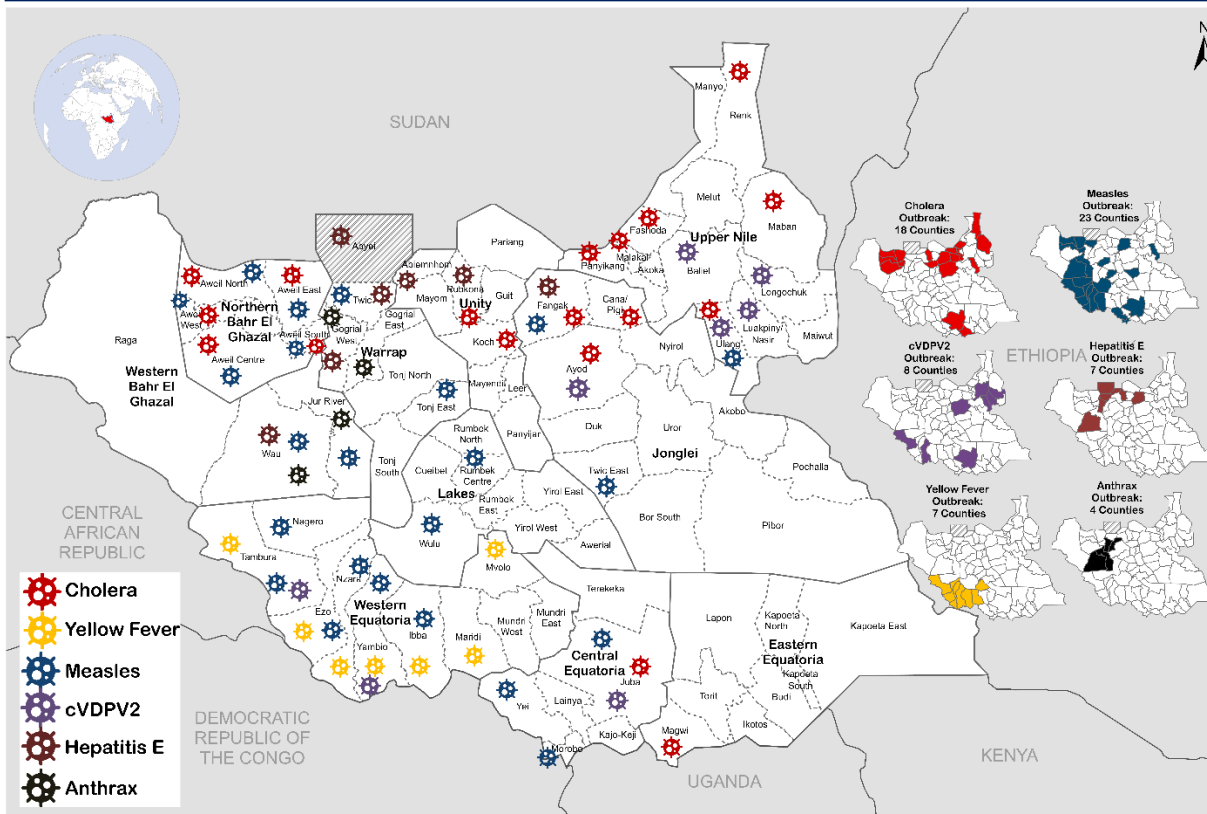 N
SUDAN
Manyo
Renk
Melut
Maban
Fashoda
Upper Nile
Malakal
Panyikang
Akoka
Baliet
Longochuk
Luakpiny/
Nasir
Maiwut
Ulang
Abyei
Abiemnhom
Pariang
Rubkona
Mayom
Unity
Guit
Koch
Mayendit
Leer
Panyijar
Fangak
Cana/
Pigi
Nyirol
Ayod
Akobo
Duk
Uror
Jonglei
Pochalla
Twic East
Bor South
Pibor
Twic
Gogrial
East
Gogrial
West
Warrap
Tonj North
Tonj East
Tonj
South
Aweil North
Aweil East
Northern
Bahr El
Ghazal
Aweil
West
Aweil South
Aweil Centre
Raga
Western
Bahr El
Ghazal
Jur River
Wau
Rumbek
North
Cueibet
Rumbek
Centre
Lakes
Rumbek
East
Yirol East
Yirol West
Awerial
Wulu
CENTRAL
AFRICAN
REPUBLIC
Nagero
Tambura
Mvolo
Nzara
Ezo
Western
Equatoria
Ibba
Yambio
Maridi
Mundri
West
Mundri
East
Terekeka
Central
Equatoria
Juba
Yei
Lainya
Kajo-Keji
Morobo
Magwi
Lapon
Torit
Ikotos
Budi
Kapoeta
North
Eastern
Equatoria
Kapoeta
South
Kapoeta East
DEMOCRATIC
REPUBLIC
OF THE CONGO
UGANDA
KENYA
ETHIOPIA
Cholera
Yellow Fever
Measles
cVDPV2
Hepatitis E
Anthrax
Cholera
Outbreak:
18 Counties
Measles
Outbreak:
23 Counties
cVDPV2
Outbreak:
8 Counties
Hepatitis E
Outbreak:
7 Counties
Yellow Fever
Outbreak:
7 Counties
Anthrax
Outbreak:
4 Counties